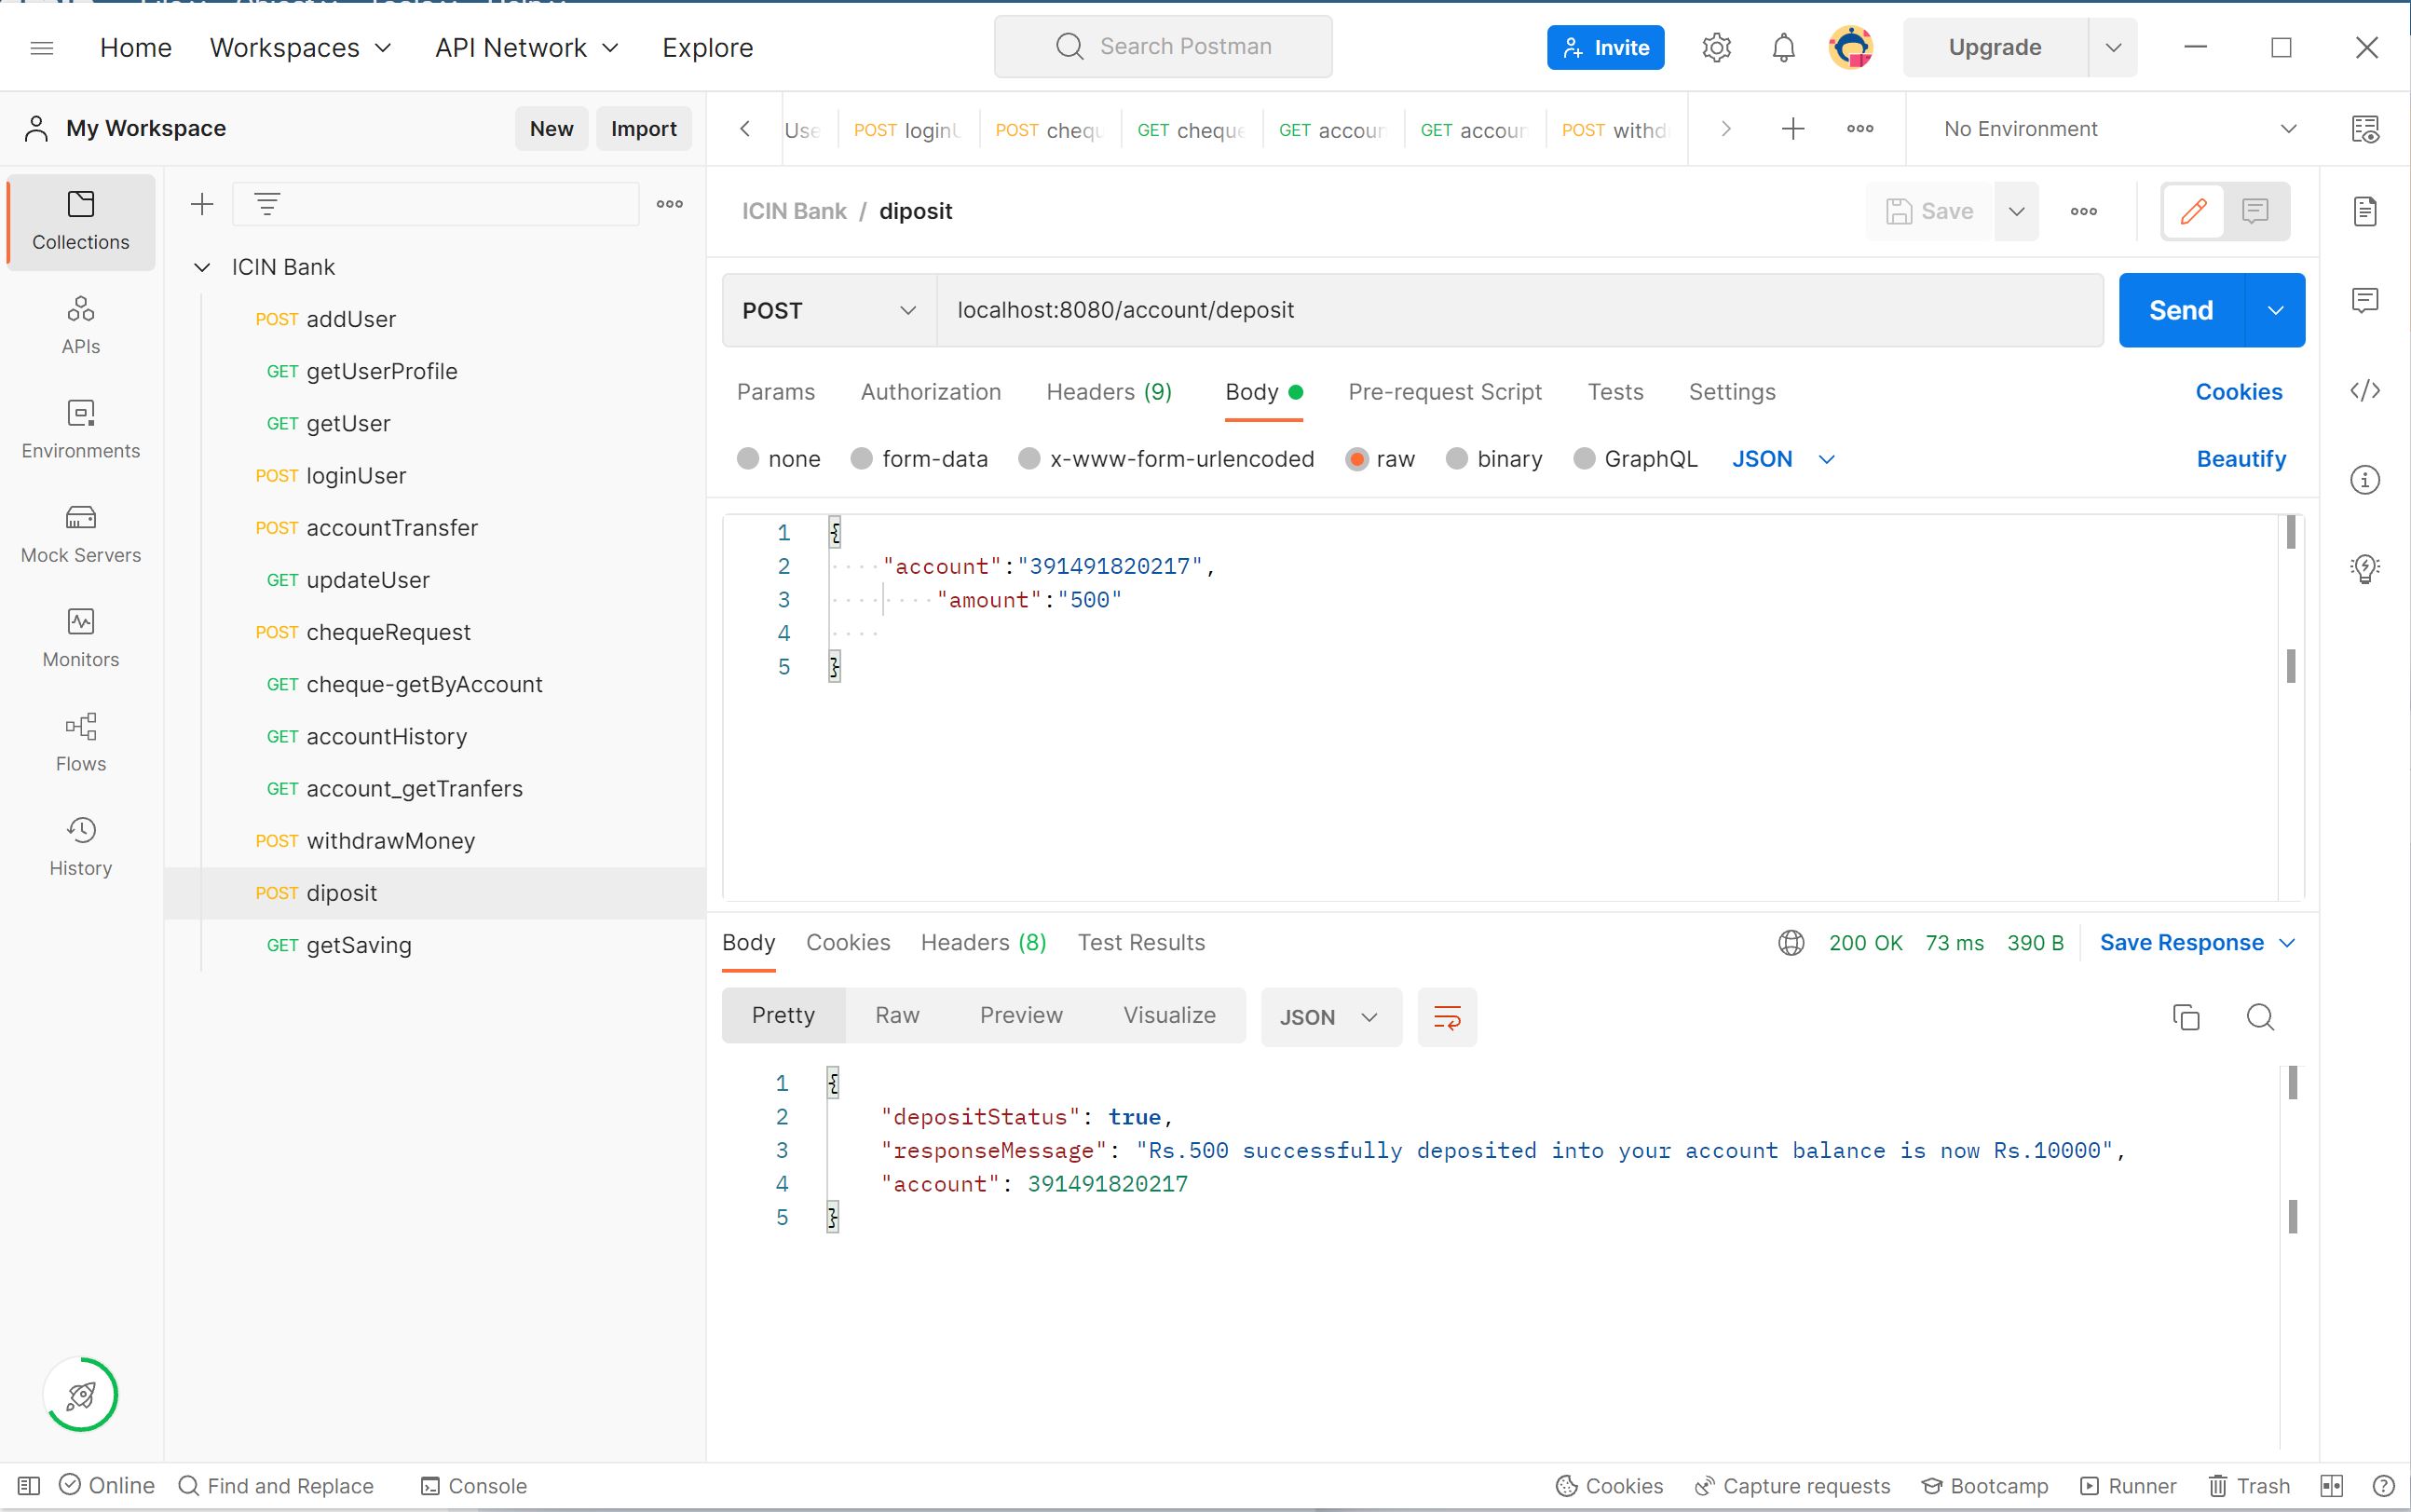 Home Workspaces API Network Explore Search Postman Invite Upgrade
My Workspace New Import
Use POST loginU POST chequ GET cheque GET accour GET accour POST withd No Environment
Collections
APIs
Environments
Mock Servers
Monitors
Flows
History
ICIN Bank
POST addUser
GET getUserProfile
GET getUser
POST loginUser
POST accountTransfer
GET updateUser
POST chequeRequest
GET cheque-getByAccount
GET accountHistory
GET account_getTranfers
POST withdrawMoney
POST diposit
GET getSaving
ICIN Bank / diposit Save
POST localhost:8080/account/deposit Send
Params Authorization Headers (9) Body Pre-request Script Tests Settings Cookies
none form-data x-www-form-urlencoded raw binary GraphQL JSON Beautify
1 {
2 "account":"391491820217",
3 "amount":"500"
4
5 }
Body Cookies Headers (8) Test Results 200 OK 73 ms 390 B Save Response
Pretty Raw Preview Visualize JSON
1 {
2 "depositStatus": true,
3 "responseMessage": "Rs.500 successfully deposited into your account balance is now Rs.10000",
4 "account": 391491820217
5 }
Online Find and Replace Console Cookies Capture requests Bootcamp Runner Trash